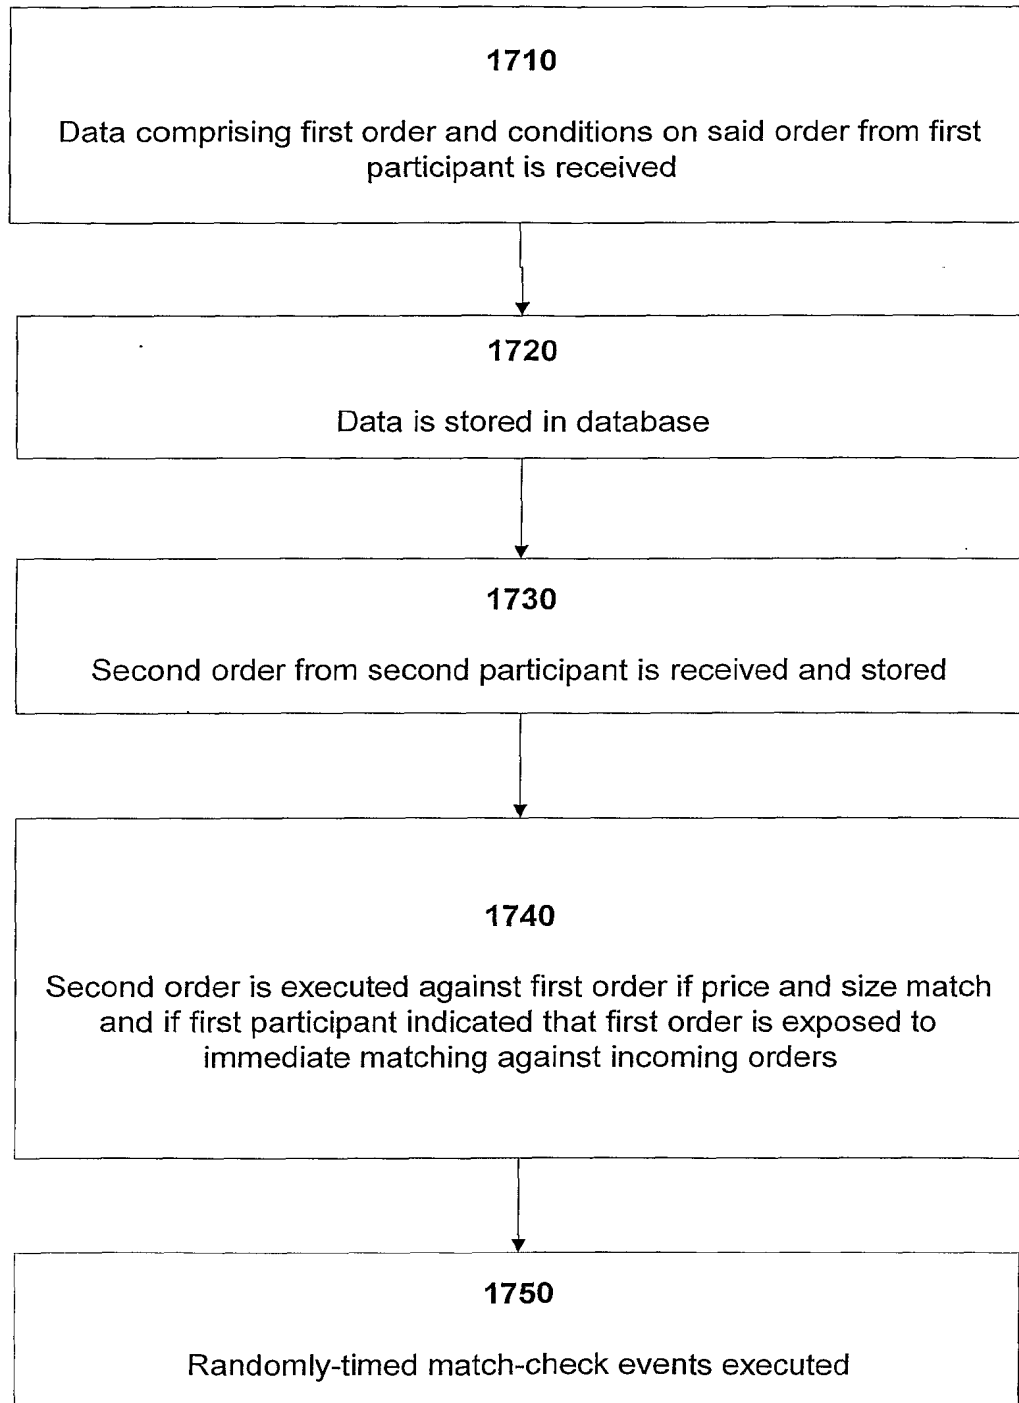 1710
Data comprising first order and conditions on said order from first
participant is received
1720
Data is stored in database
1730
Second order from second participant is received and stored
1740
Second order is executed against first order if price and size match
and if first participant indicated that first order is exposed to
immediate matching against incoming orders
1750
Randomly-timed match-check events executed